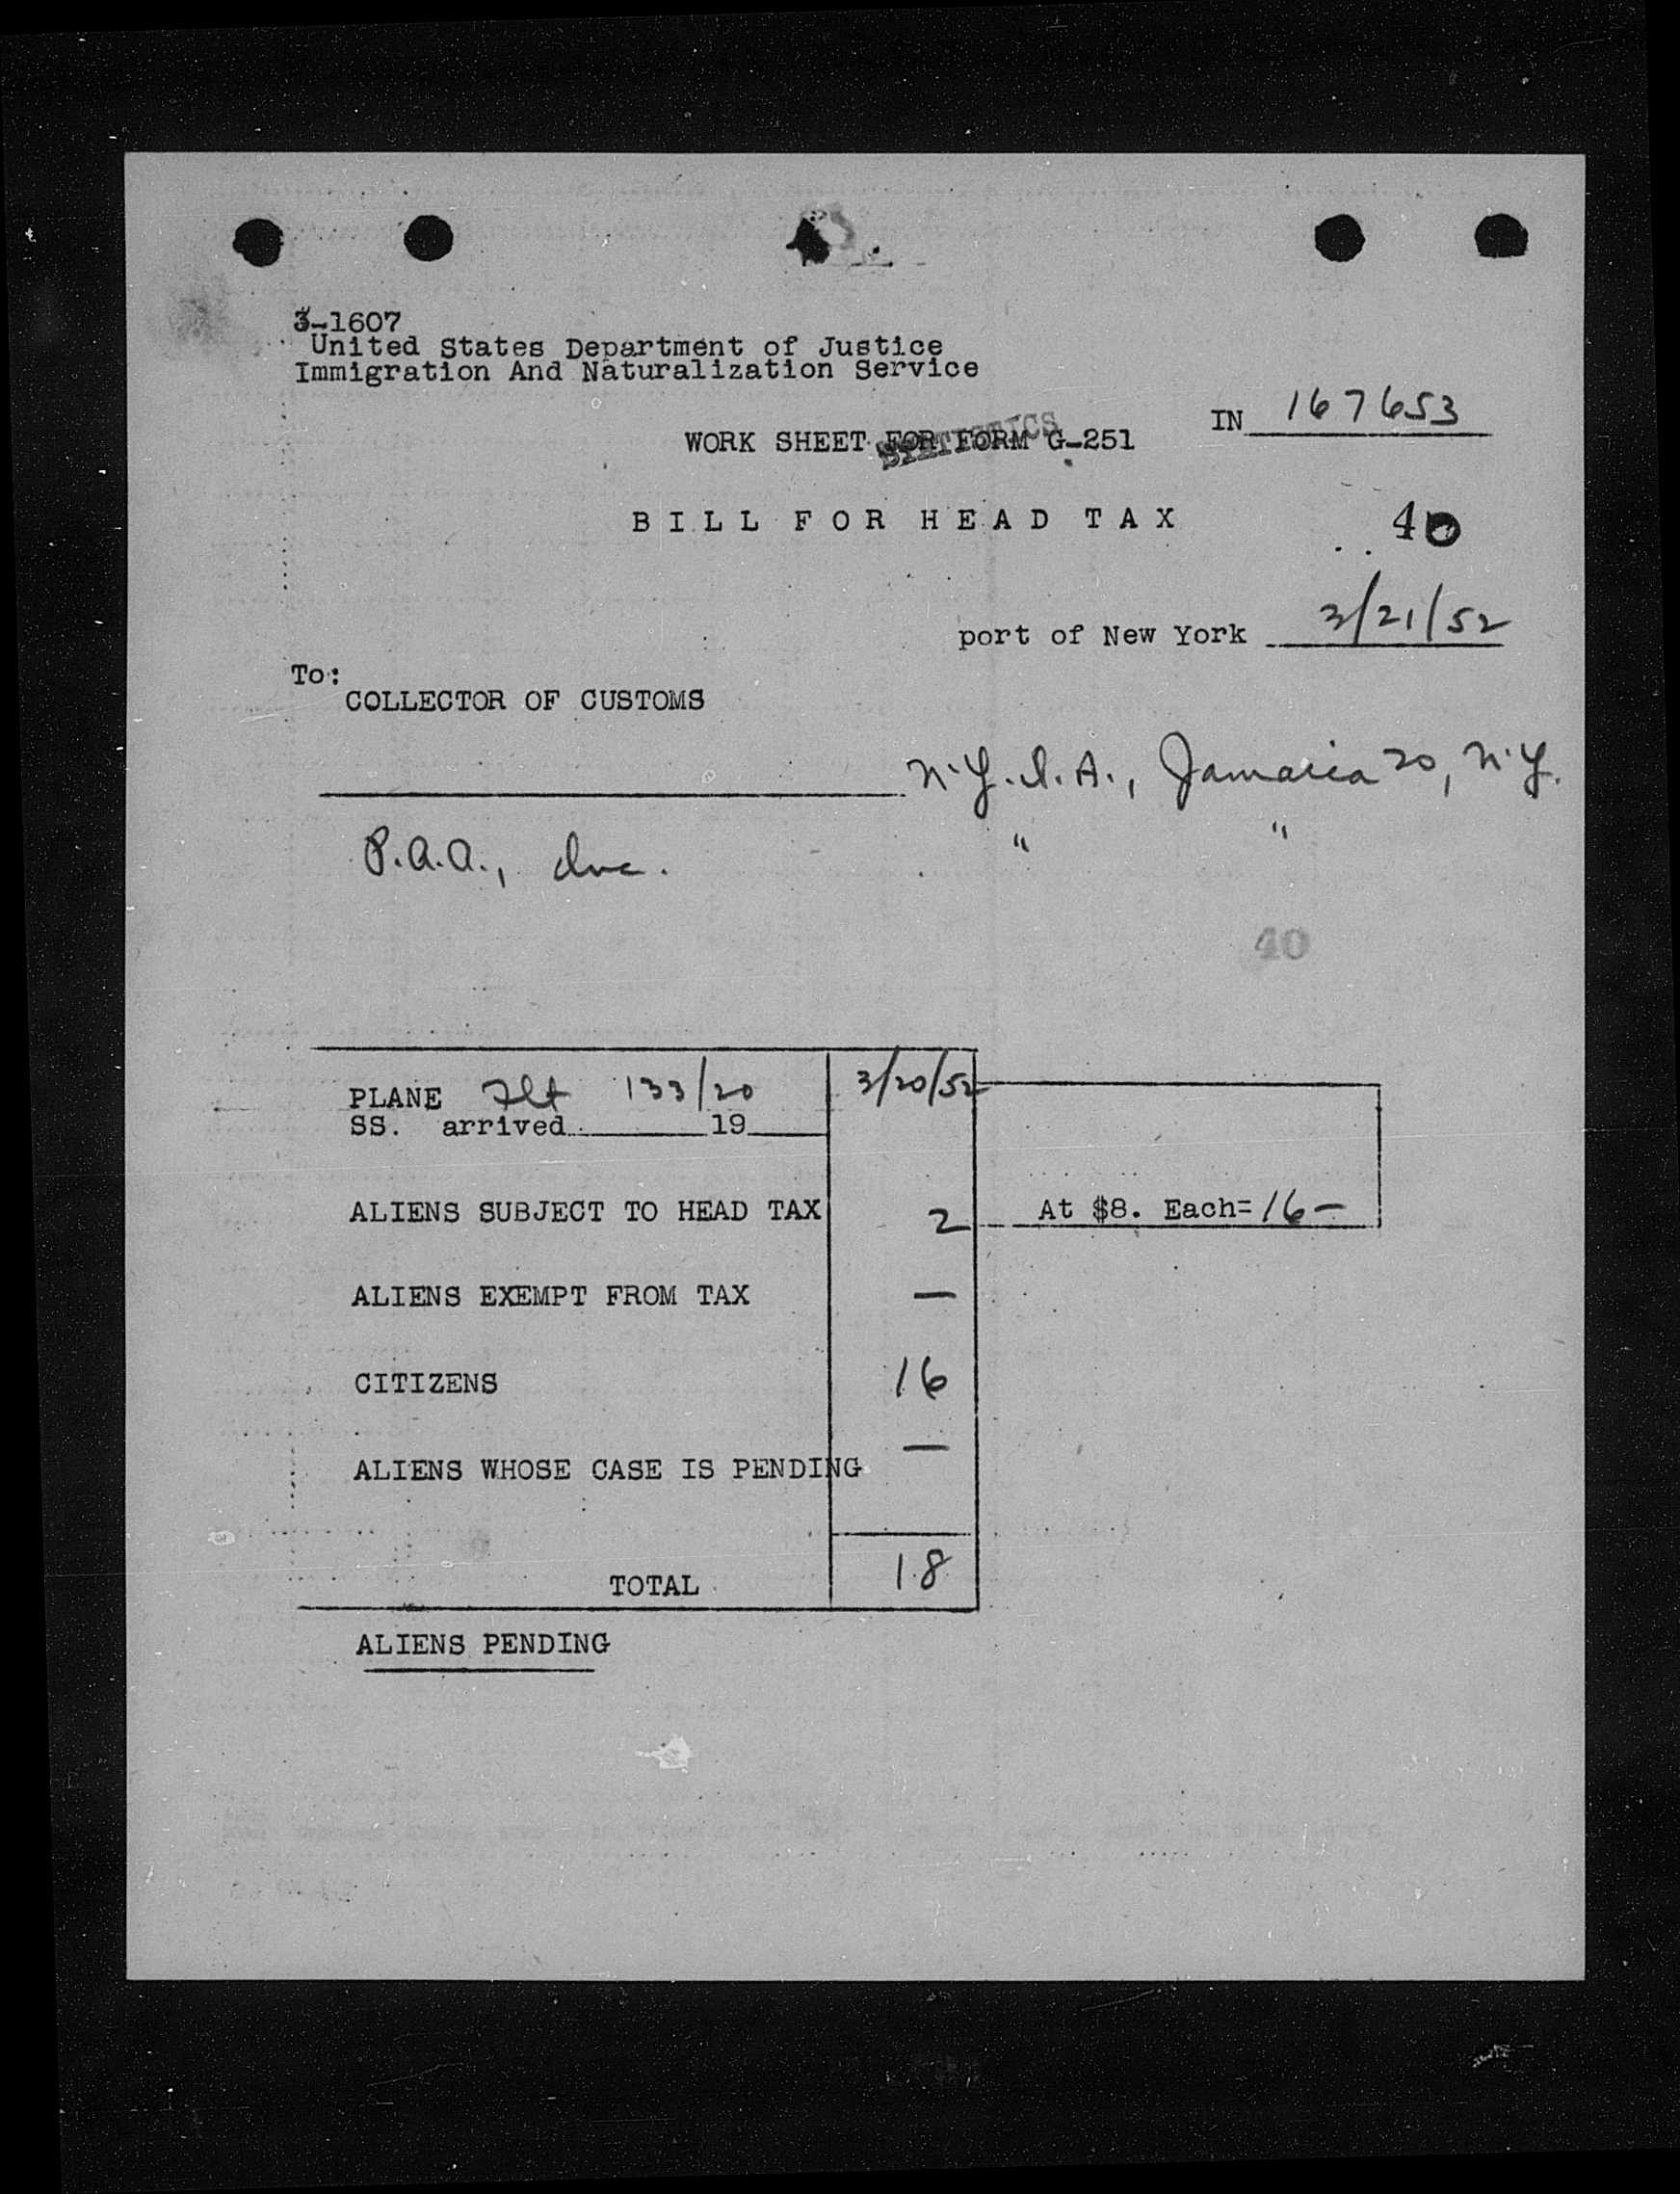 3-1607
United States Department of Justice
Immigration And Naturalization Service
IN 167653
WORK SHEET FOR FORM G-251
STATISTICS
BILL FOR HEAD TAX
40
port of New York 3/21/52
To:
COLLECTOR OF CUSTOMS
N.Y.I.A., Jamaica 20, N.Y.
P.A.A., Inc. " "
40
PLANE Flt 133/20 3/20/52
SS. arrived 19
ALIENS SUBJECT TO HEAD TAX 2 At $8. Each= 16 —
ALIENS EXEMPT FROM TAX —
CITIZENS 16
ALIENS WHOSE CASE IS PENDING —
TOTAL 18
ALIENS PENDING